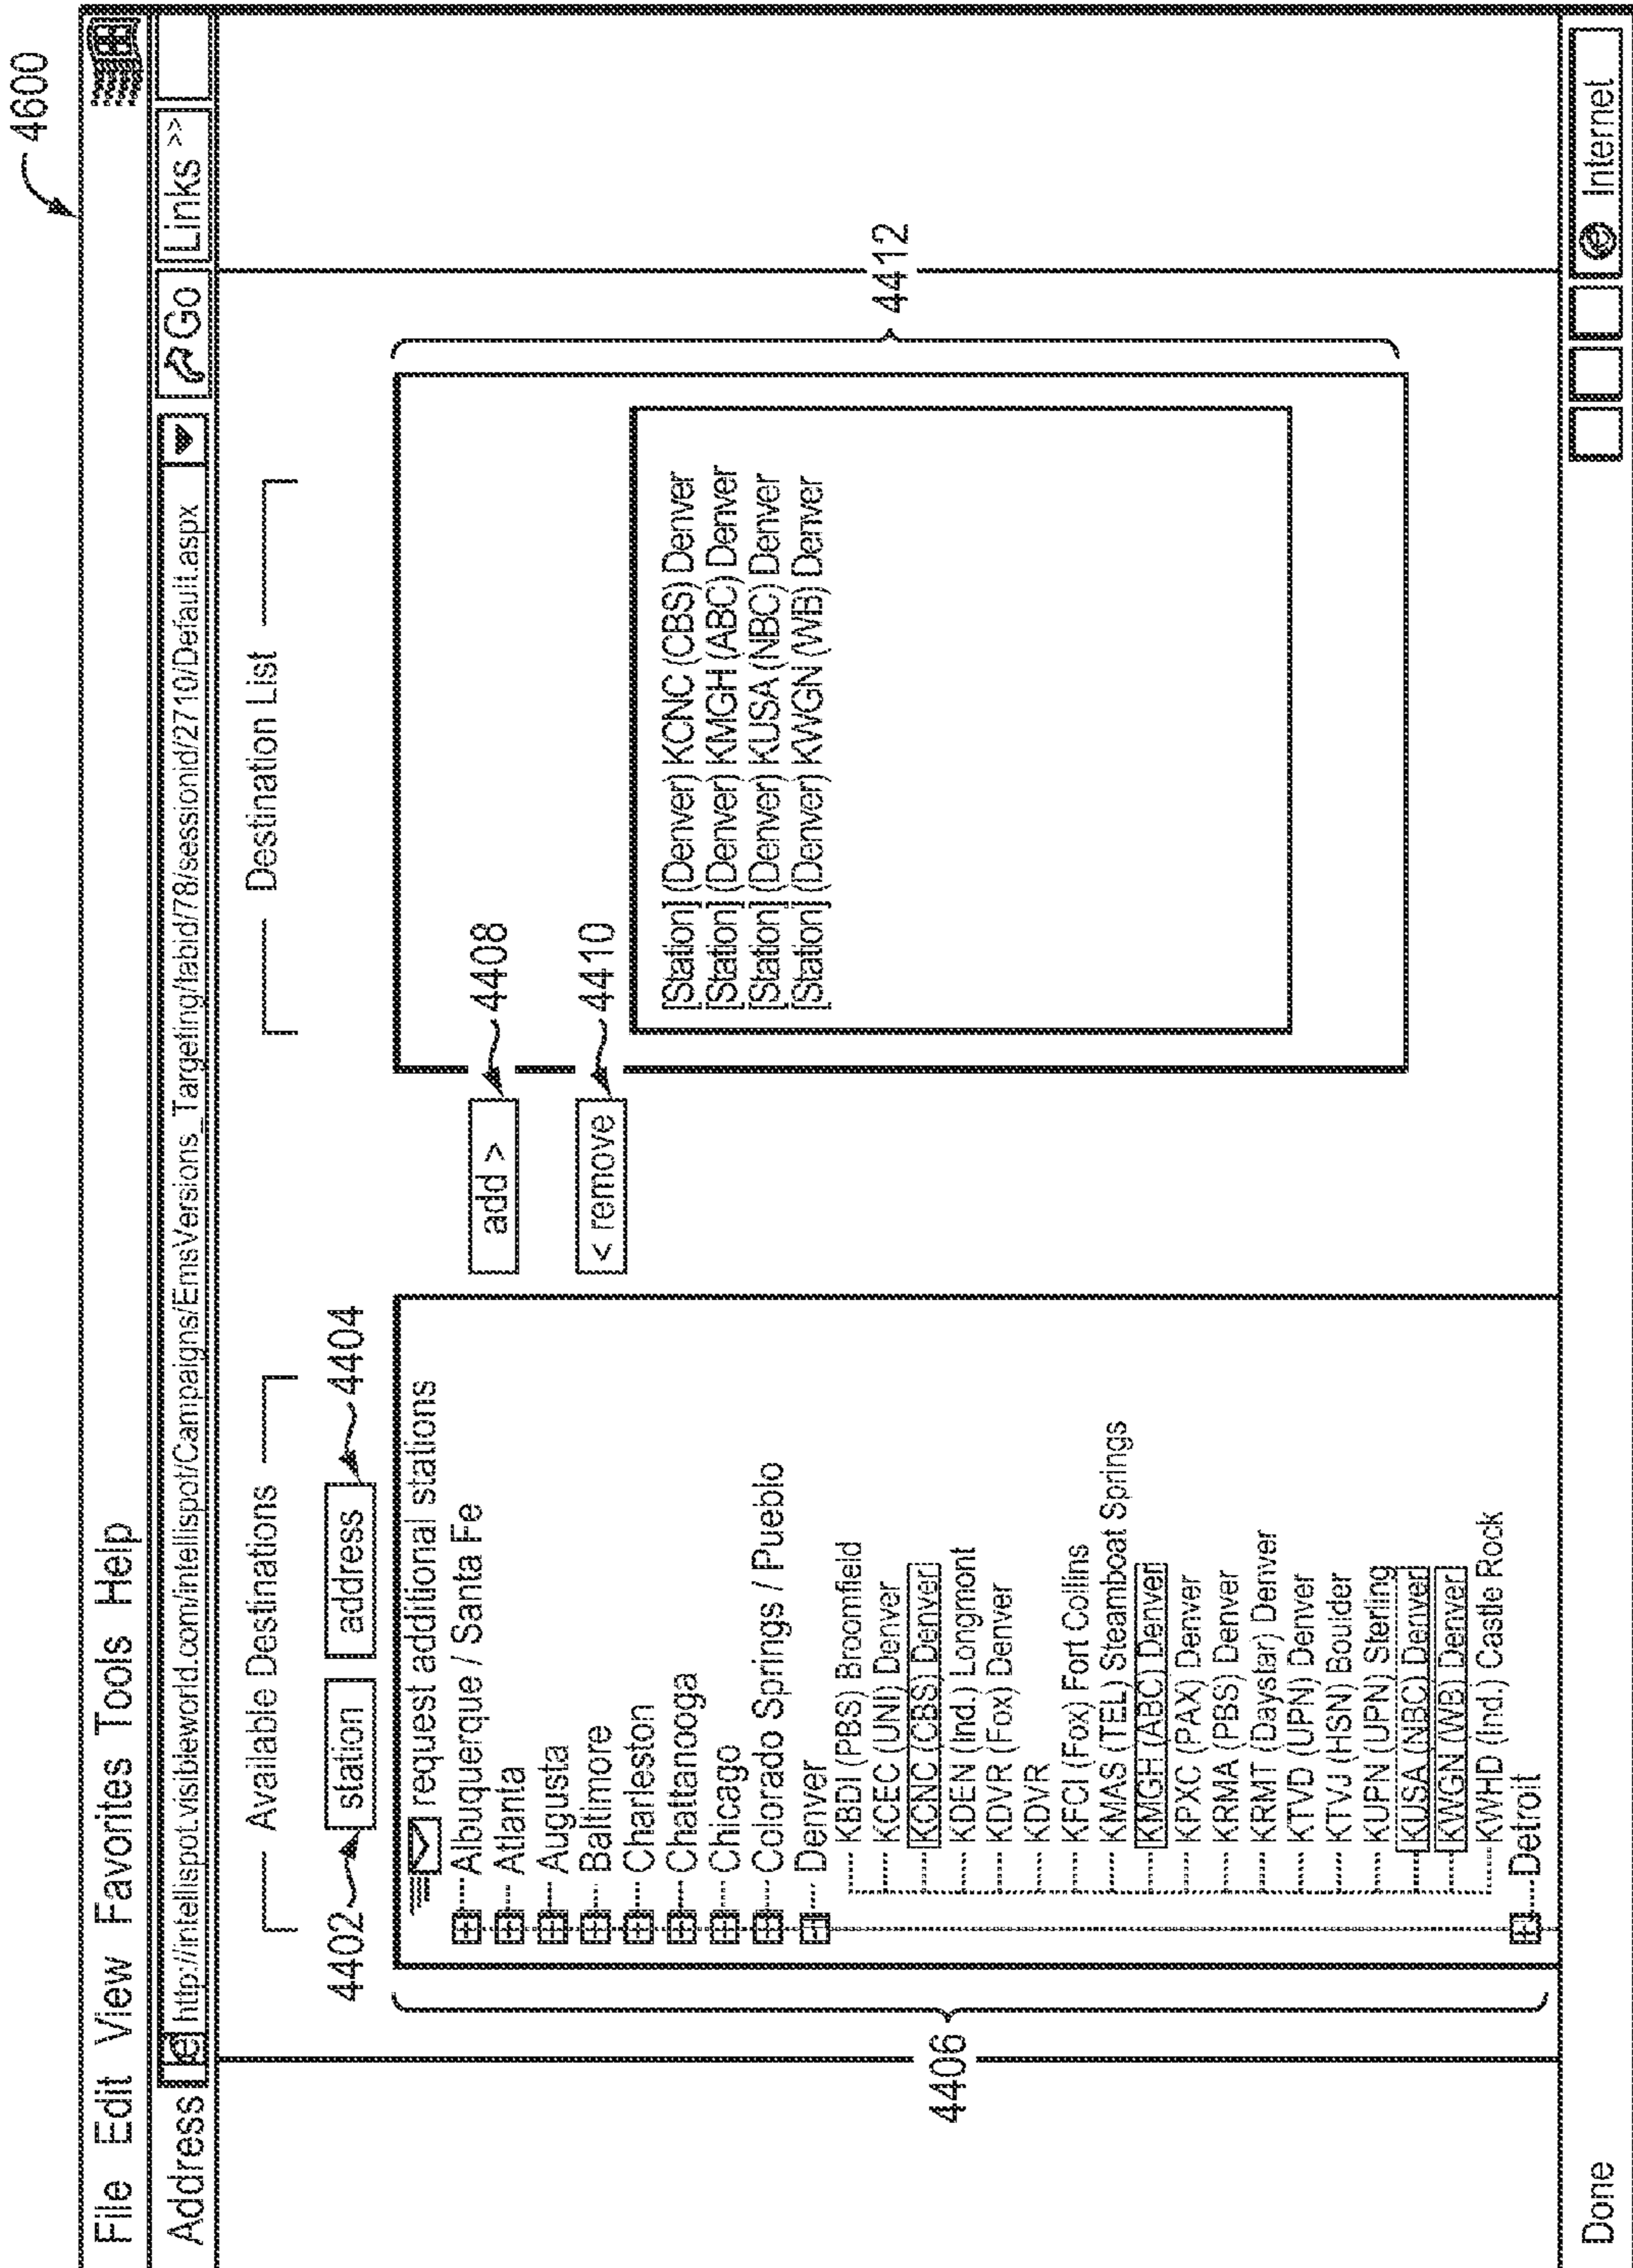 4600
File Edit View Favorites Tools Help
Address http://intellispot.visibleworld.com/intellispot/Campaigns/EmsVersions_Targeting/tabid/78/sessionid/2710/Default.aspx Go Links >>
Available Destinations
Destination List
4402 station address 4404
request additional stations
Albuquerque / Santa Fe
Atlanta
Augusta
Baltimore
Charleston
Chattanooga
Chicago
Colorado Springs / Pueblo
Denver
KBDI (PBS) Broomfield
KCEC (UNI) Denver
KCNC (CBS) Denver
KDEN (Ind.) Longmont
KDVR (Fox) Denver
KDVR
KFCI (Fox) Fort Collins
KMAS (TEL) Steamboat Springs
KMGH (ABC) Denver
KPXC (PAX) Denver
KRMA (PBS) Denver
KRMT (Daystar) Denver
KTVD (UPN) Denver
KTVJ (HSN) Boulder
KUPN (UPN) Sterling
KUSA (NBC) Denver
KWGN (WB) Denver
KWHD (Ind.) Castle Rock
Detroit
4406
add > 4408
< remove 4410
[Station] (Denver) KCNC (CBS) Denver
[Station] (Denver) KMGH (ABC) Denver
[Station] (Denver) KUSA (NBC) Denver
[Station] (Denver) KWGN (WB) Denver
4412
Done
Internet